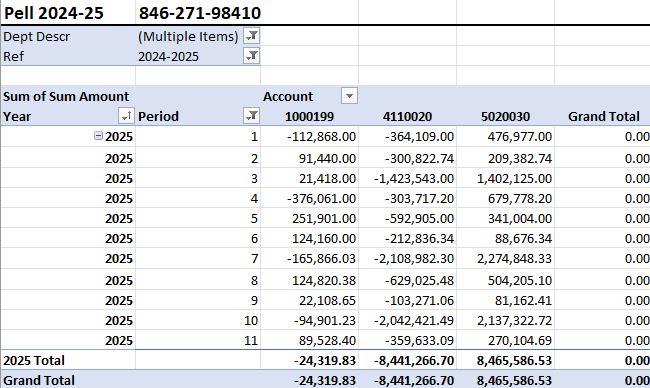 Pell 2024-25 846-271-98410
Dept Descr (Multiple Items)
Ref 2024-2025
Sum of Sum Amount Account
Year Period 1000199 4110020 5020030 Grand Total
2025 1 -112,868.00 -364,109.00 476,977.00 0.00
2025 2 91,440.00 -300,822.74 209,382.74 0.00
2025 3 21,418.00 -1,423,543.00 1,402,125.00 0.00
2025 4 -376,061.00 -303,717.20 679,778.20 0.00
2025 5 251,901.00 -592,905.00 341,004.00 0.00
2025 6 124,160.00 -212,836.34 88,676.34 0.00
2025 7 -165,866.03 -2,108,982.30 2,274,848.33 0.00
2025 8 124,820.38 -629,025.48 504,205.10 0.00
2025 9 22,108.65 -103,271.06 81,162.41 0.00
2025 10 -94,901.23 -2,042,421.49 2,137,322.72 0.00
2025 11 89,528.40 -359,633.09 270,104.69 0.00
2025 Total -24,319.83 -8,441,266.70 8,465,586.53 0.00
Grand Total -24,319.83 -8,441,266.70 8,465,586.53 0.00